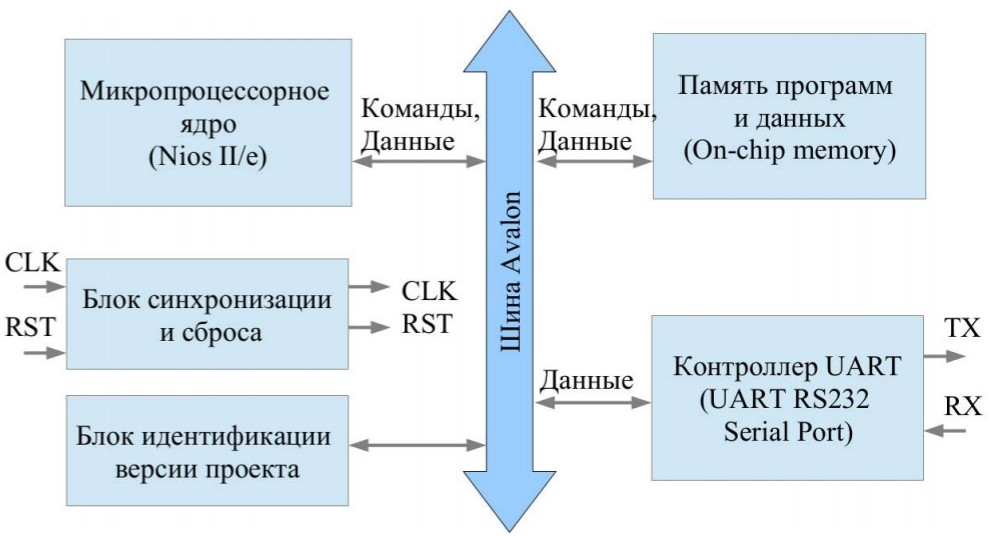 Микропроцессорное
ядро
(Nios II/e)
Команды,
Данные
Команды,
Данные
Память программ
и данных
(On-chip memory)
Шина Avalon
CLK
RST
Блок синхронизации
и сброса
CLK
RST
Данные
Контроллер UART
(UART RS232
Serial Port)
TX
RX
Блок идентификации
версии проекта